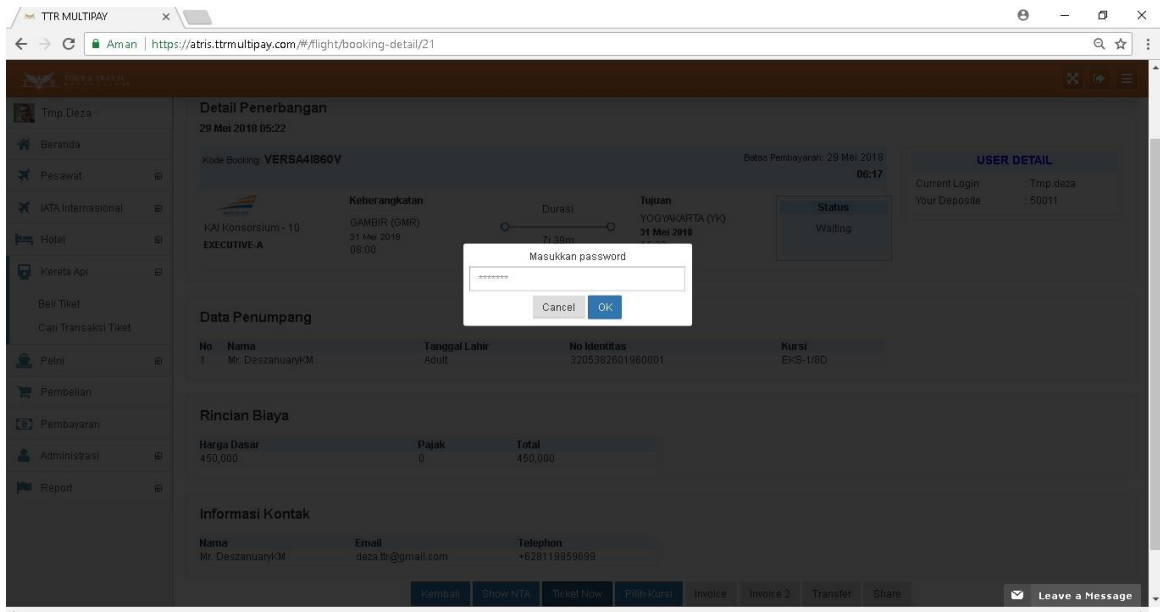 TTR MULTIPAY
Aman | https://atris.ttrmultipay.com/#/flight/booking-detail/21
TOUR & TRAVEL
Tmp.Deza
Beranda
Pesawat
IATA Internasional
Hotel
Kereta Api
Beli Tiket
Cari Transaksi Tiket
Pelni
Pembelian
Pembayaran
Administrasi
Report
Detail Penerbangan
29 Mei 2018 05:22
Kode Booking: VERSA4I860V
Batas Pembayaran: 29 Mei 2018
06:17
KAI Konsorsium - 10
EXECUTIVE-A
Keberangkatan
GAMBIR (GMR)
31 Mei 2018
08:00
Durasi
7j 39m
Tujuan
YOGYAKARTA (YK)
31 Mei 2018
Status
Waiting
USER DETAIL
Current Login : Tmp.deza
Your Deposite : 50011
Masukkan password
*******
Cancel OK
Data Penumpang
No Nama Tanggal Lahir No Identitas Kursi
1 Mr. DeszanuaryKM Adult 3205382601960001 EKS-1/8D
Rincian Biaya
Harga Dasar Pajak Total
450,000 0 450,000
Informasi Kontak
Nama Email Telephon
Mr. DeszanuaryKM deza.ttr@gmail.com +628119959699
Kembali Show NTA Ticket Now Pilih Kursi Invoice Invoice 2 Transfer Share
Leave a Message